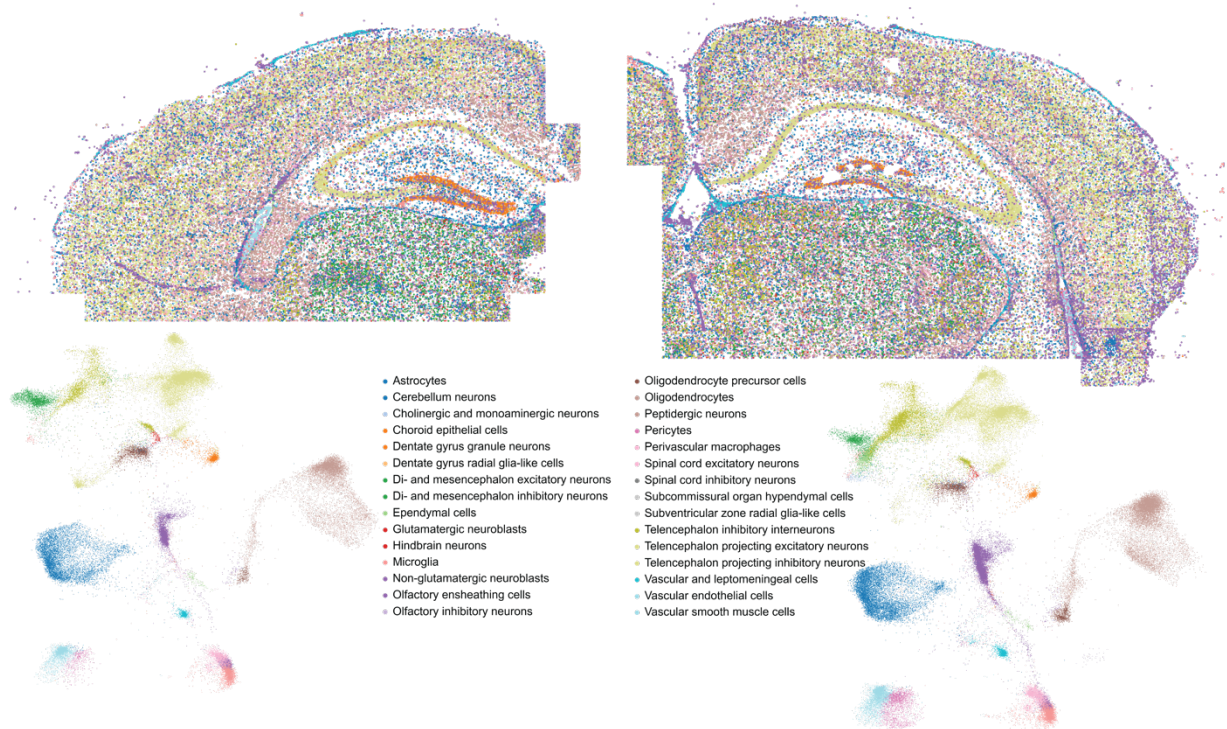 Astrocytes
Cerebellum neurons
Cholinergic and monoaminergic neurons
Choroid epithelial cells
Dentate gyrus granule neurons
Dentate gyrus radial glia-like cells
Di- and mesencephalon excitatory neurons
Di- and mesencephalon inhibitory neurons
Ependymal cells
Glutamatergic neuroblasts
Hindbrain neurons
Microglia
Non-glutamatergic neuroblasts
Olfactory ensheathing cells
Olfactory inhibitory neurons
Oligodendrocyte precursor cells
Oligodendrocytes
Peptidergic neurons
Pericytes
Perivascular macrophages
Spinal cord excitatory neurons
Spinal cord inhibitory neurons
Subcommissural organ hypendymal cells
Subventricular zone radial glia-like cells
Telencephalon inhibitory interneurons
Telencephalon projecting excitatory neurons
Telencephalon projecting inhibitory neurons
Vascular and leptomeningeal cells
Vascular endothelial cells
Vascular smooth muscle cells